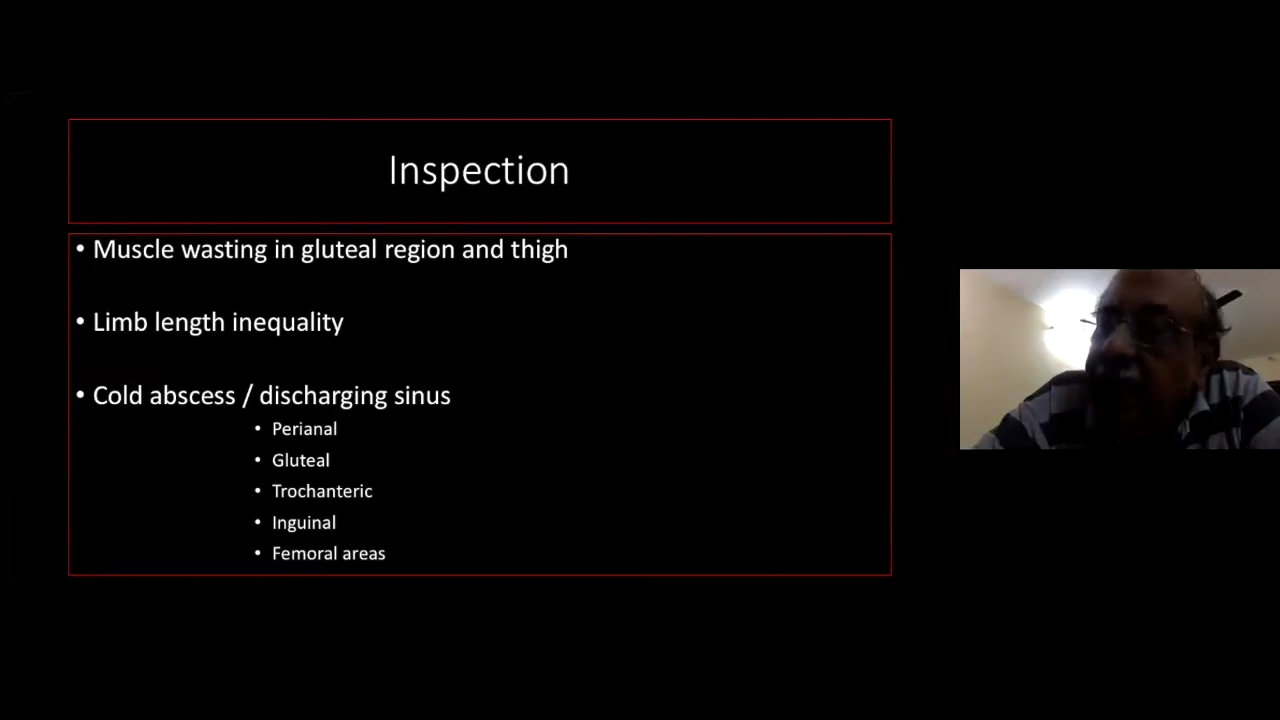 Inspection
• Muscle wasting in gluteal region and thigh
• Limb length inequality
• Cold abscess / discharging sinus
• Perianal
• Gluteal
• Trochanteric
• Inguinal
• Femoral areas